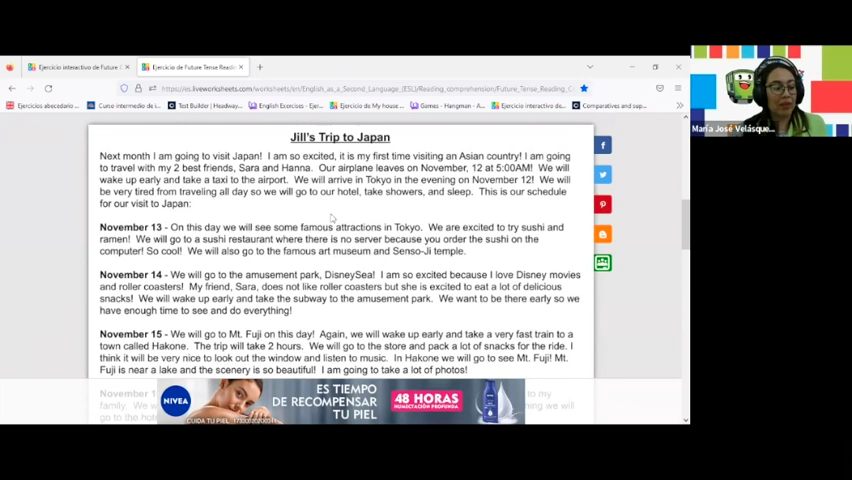 Ejercicio interactivo de Future C
Ejercicio de Future Tense Readin
https://es.liveworksheets.com/worksheets/en/English_as_a_Second_Language_(ESL)/Reading_comprehension/Future_Tense_Reading_C
Ejercicios abecedario
Curso intermedio de i
Test Builder | Headway
English Exercises - Ejer
Ejercicio de My house
Games - Hangman - A
Ejercicio interactivo de
Comparatives and sup
María José Velásque...
Jill's Trip to Japan
Next month I am going to visit Japan! I am so excited, it is my first time visiting an Asian country! I am going
to travel with my 2 best friends, Sara and Hanna. Our airplane leaves on November, 12 at 5:00AM! We will
wake up early and take a taxi to the airport. We will arrive in Tokyo in the evening on November 12! We will
be very tired from traveling all day so we will go to our hotel, take showers, and sleep. This is our schedule
for our visit to Japan:
November 13 - On this day we will see some famous attractions in Tokyo. We are excited to try sushi and
ramen! We will go to a sushi restaurant where there is no server because you order the sushi on the
computer! So cool! We will also go to the famous art museum and Senso-Ji temple.
November 14 - We will go to the amusement park, DisneySea! I am so excited because I love Disney movies
and roller coasters! My friend, Sara, does not like roller coasters but she is excited to eat a lot of delicious
snacks! We will wake up early and take the subway to the amusement park. We want to be there early so we
have enough time to see and do everything!
November 15 - We will go to Mt. Fuji on this day! Again, we will wake up early and take a very fast train to a
town called Hakone. The trip will take 2 hours. We will go to the store and pack a lot of snacks for the ride. I
think it will be very nice to look out the window and listen to music. In Hakone we will go to see Mt. Fuji! Mt.
Fuji is near a lake and the scenery is so beautiful! I am going to take a lot of photos!
November 1
to my
family. We w
ing we will
go to the hote
NIVEA
ES TIEMPO
DE RECOMPENSAR
TU PIEL
48 HORAS
HUMECTACIÓN PROFUNDA
CUIDA TU PIEL